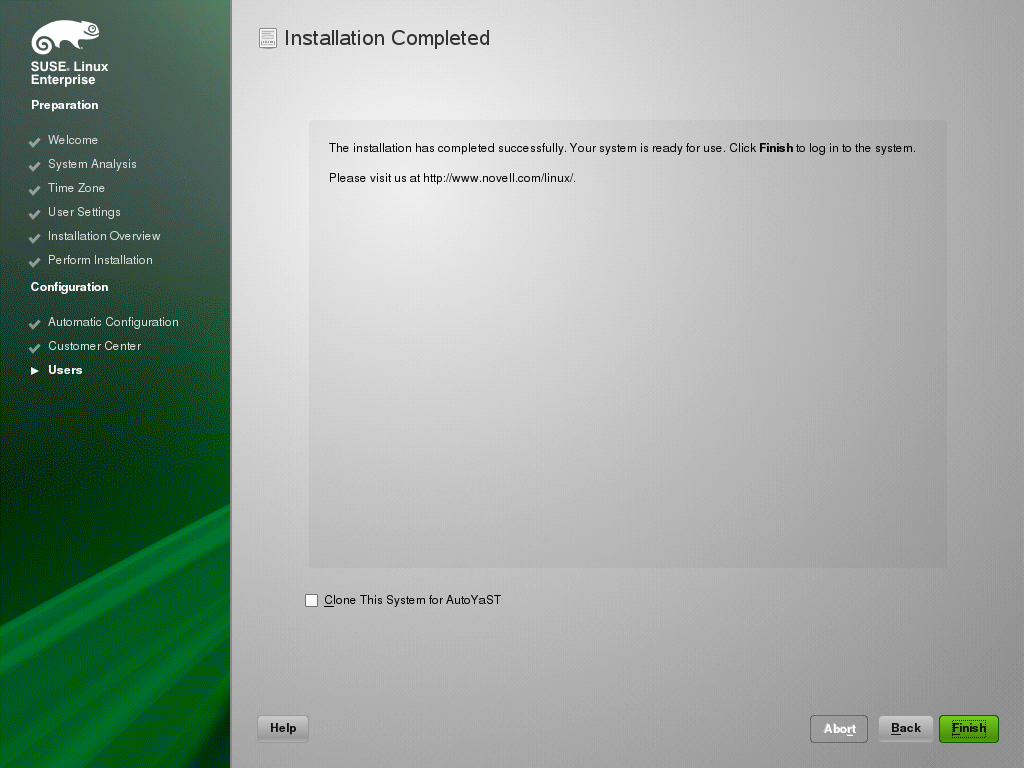 SUSE® Linux
Enterprise
Preparation
Welcome
System Analysis
Time Zone
User Settings
Installation Overview
Perform Installation
Configuration
Automatic Configuration
Customer Center
Users
Installation Completed
The installation has completed successfully. Your system is ready for use. Click Finish to log in to the system.
Please visit us at http://www.novell.com/linux/.
Clone This System for AutoYaST
Help
Abort
Back
Finish